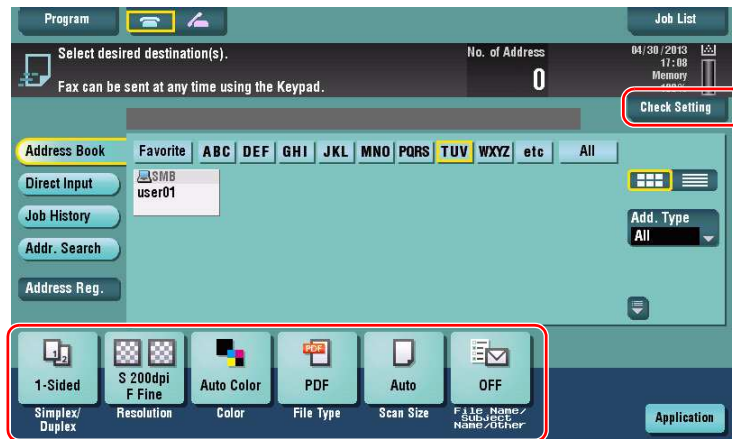 Program
Job List
Select desired destination(s).
No. of Address
04/30/2013
17:08
Fax can be sent at any time using the Keypad.
0
Memory
Check Setting
Address Book
Favorite ABC DEF GHI JKL MNO PQRS TUV WXYZ etc All
SMB
user01
Direct Input
Job History
Add. Type
All
Addr. Search
Address Reg.
1 2
PDF
1-Sided
S 200dpi
F Fine
Auto Color
PDF
Auto
OFF
Simplex/
Duplex
Resolution
Color
File Type
Scan Size
File Name/
Subject
Name/Other
Application